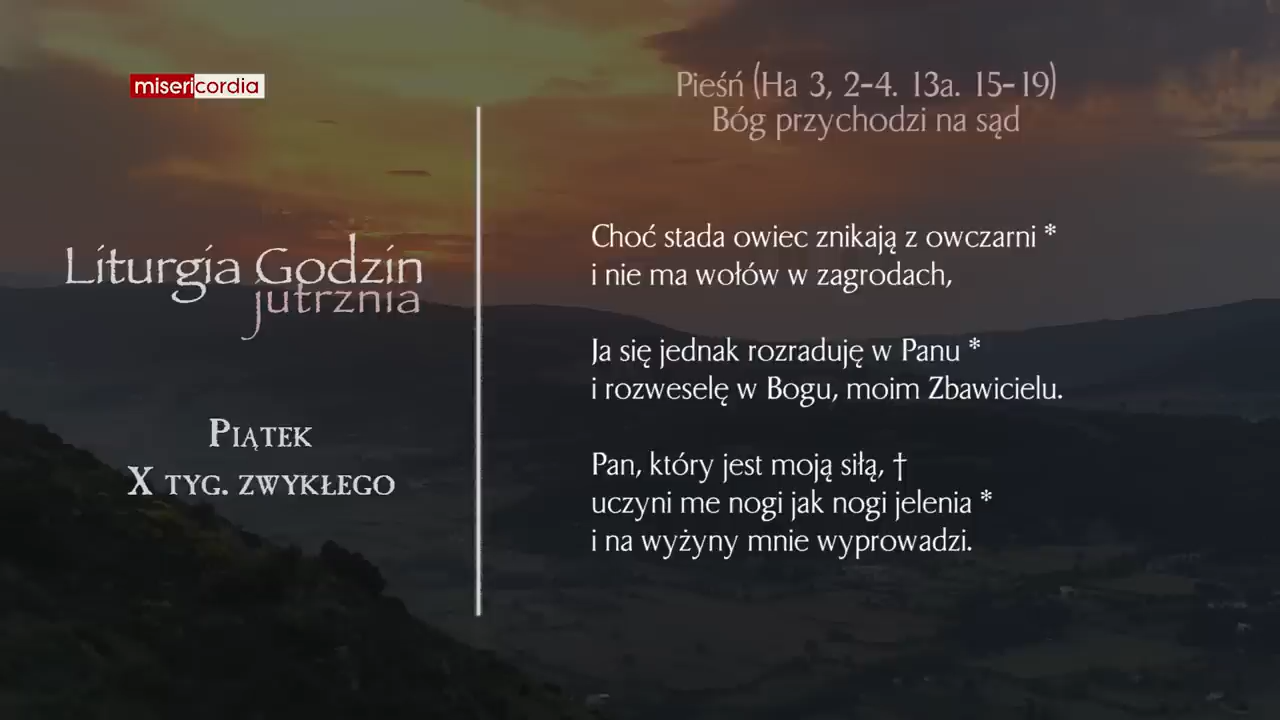 misericordia
Liturgia Godzin
jutrznia
Piątek
X tyg. zwykłego
Pieśń (Ha 3, 2-4. 13a. 15-19)
Bóg przychodzi na sąd
Choć stada owiec znikają z owczarni *
i nie ma wołów w zagrodach,
Ja się jednak rozraduję w Panu *
i rozweselę w Bogu, moim Zbawicielu.
Pan, który jest moją siłą, †
uczyni me nogi jak nogi jelenia *
i na wyżyny mnie wyprowadzi.